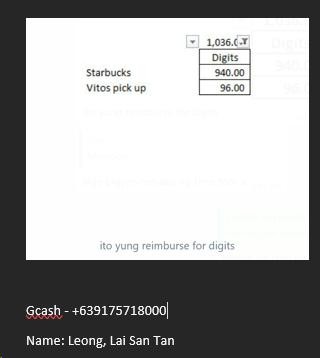 1,036.0
Digits
Starbucks 940.00
Vitos pick up 96.00
ito yung reimburse for digits
Gcash - +639175718000
Name: Leong, Lai San Tan